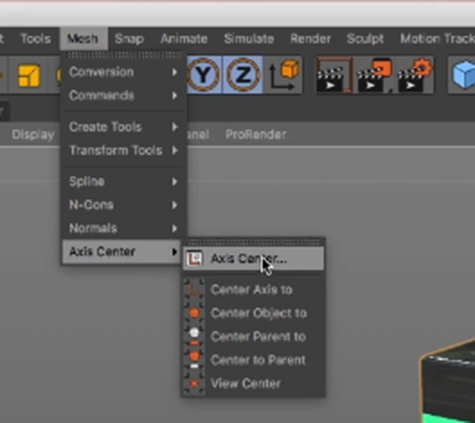 Tools Mesh Snap Animate Simulate Render Sculpt Motion Track
Y Z
Conversion
Commands
Display
Create Tools
anel ProRender
Transform Tools
Spline
N-Gons
Normals
Axis Center
Axis Center...
Center Axis to
Center Object to
Center Parent to
Center to Parent
View Center